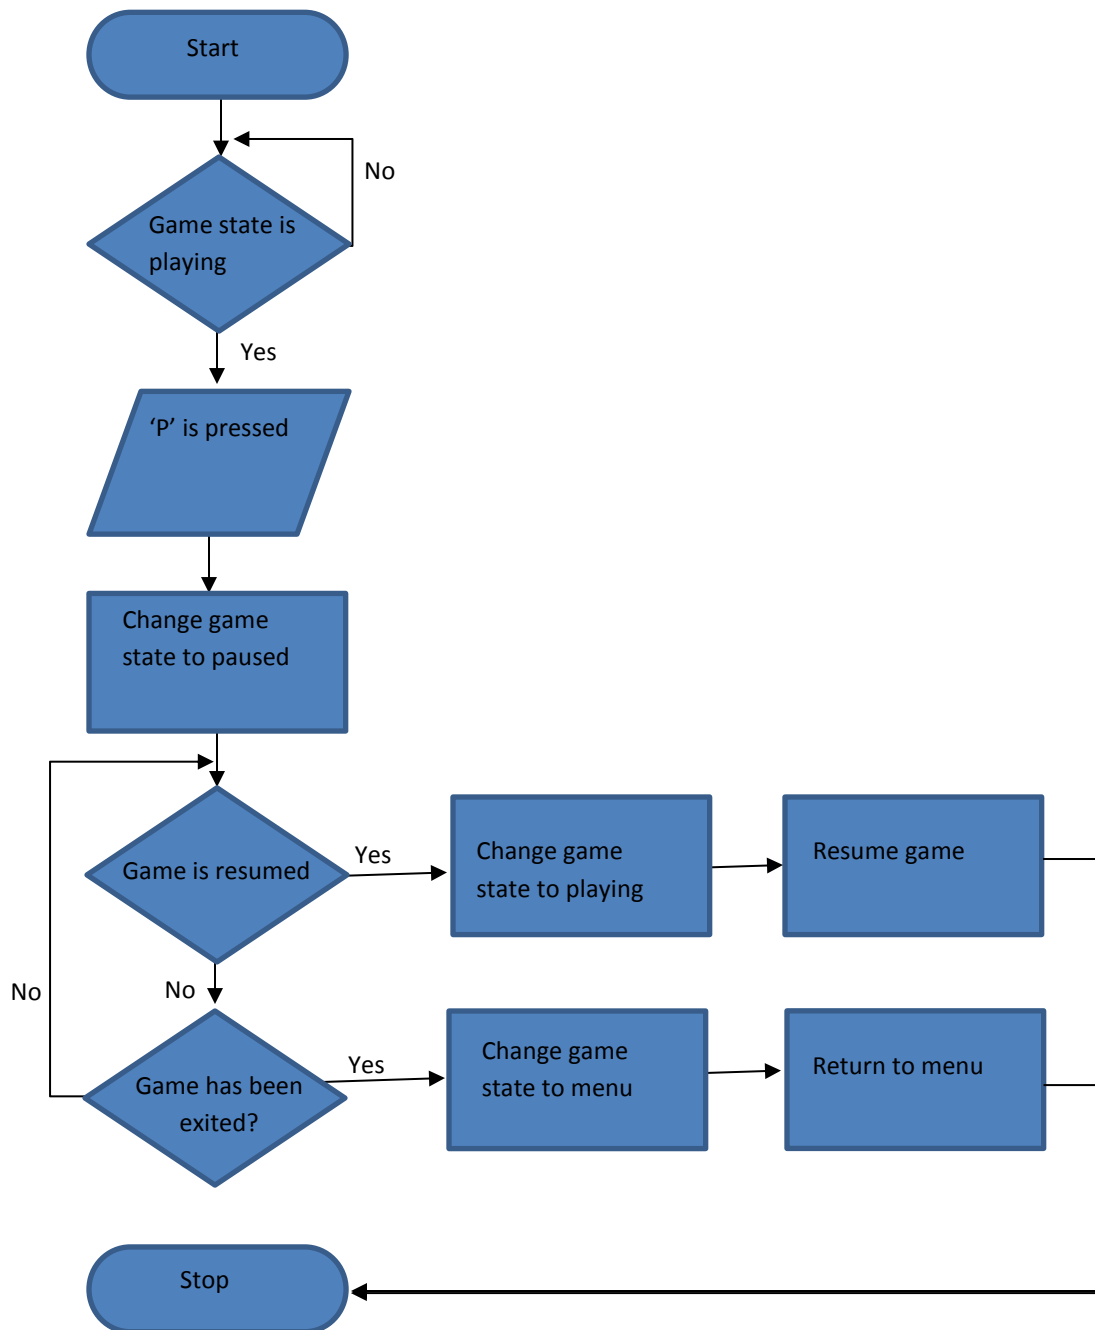 Start
No
Game state is
playing
Yes
‘P’ is pressed
Change game
state to paused
Game is resumed
Yes
Change game
state to playing
Resume game
No
No
Game has been
exited?
Yes
Change game
state to menu
Return to menu
Stop